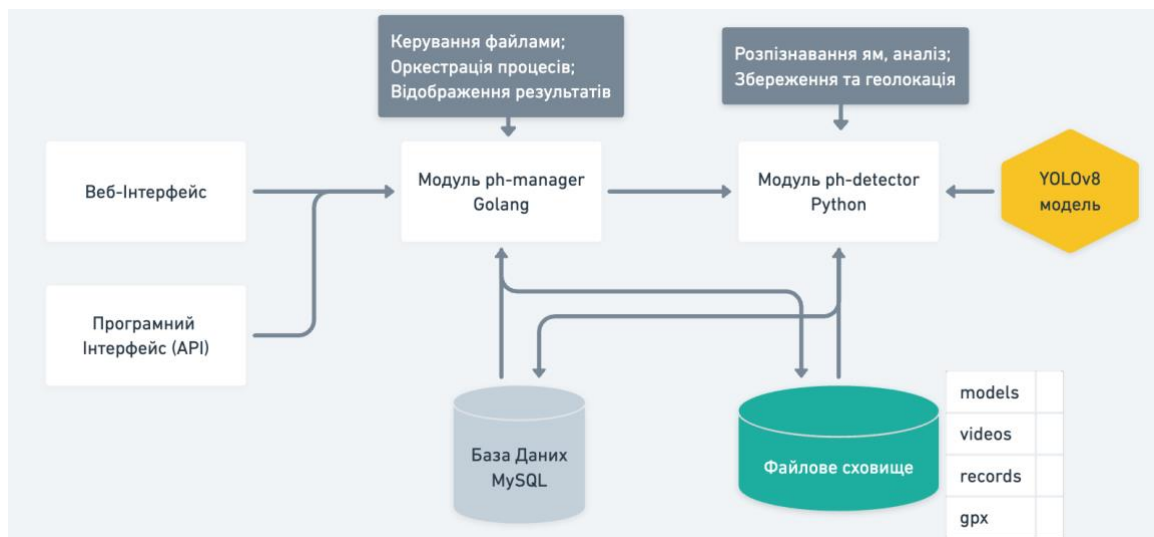 Керування файлами;
Оркестрація процесів;
Відображення результатів
Розпізнавання ям, аналіз;
Збереження та геолокація
Веб-Інтерфейс
Модуль ph-manager
Golang
Модуль ph-detector
Python
YOLOv8
модель
Програмний
Інтерфейс (API)
База Даних
MySQL
Файлове сховище
models
videos
records
gpx